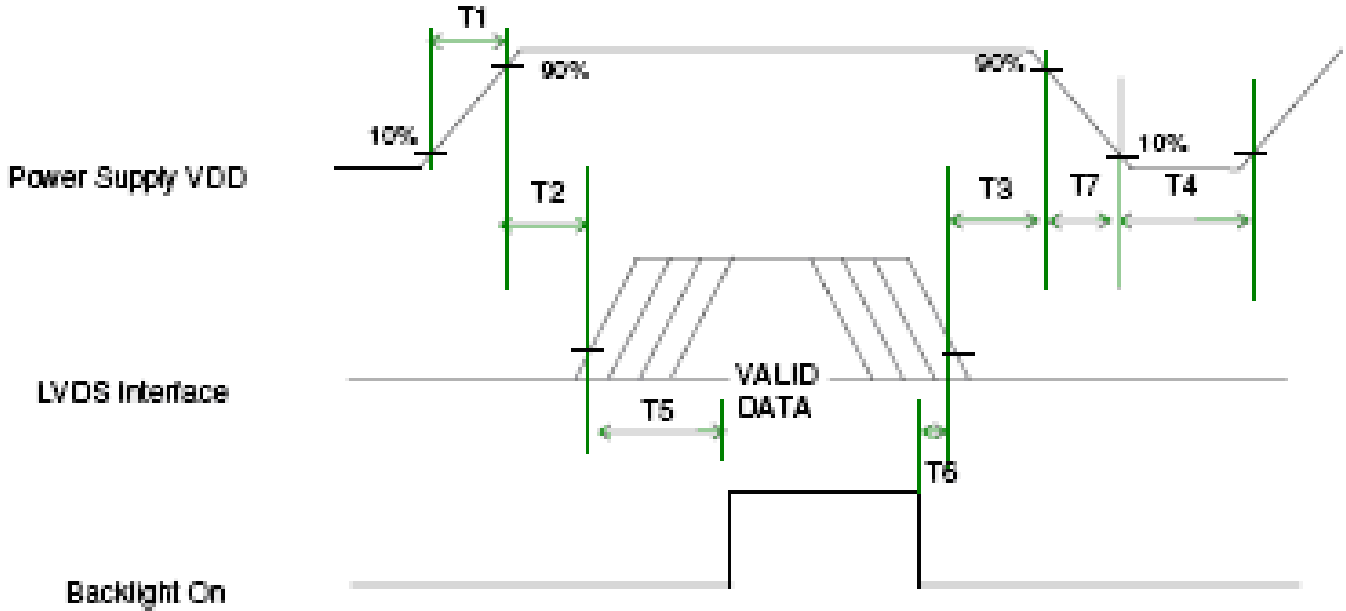 T1
90%
90%
10%
10%
Power Supply VDD
T2
T3
T7
T4
LVDS Interface
VALID
DATA
T5
T6
Backlight On